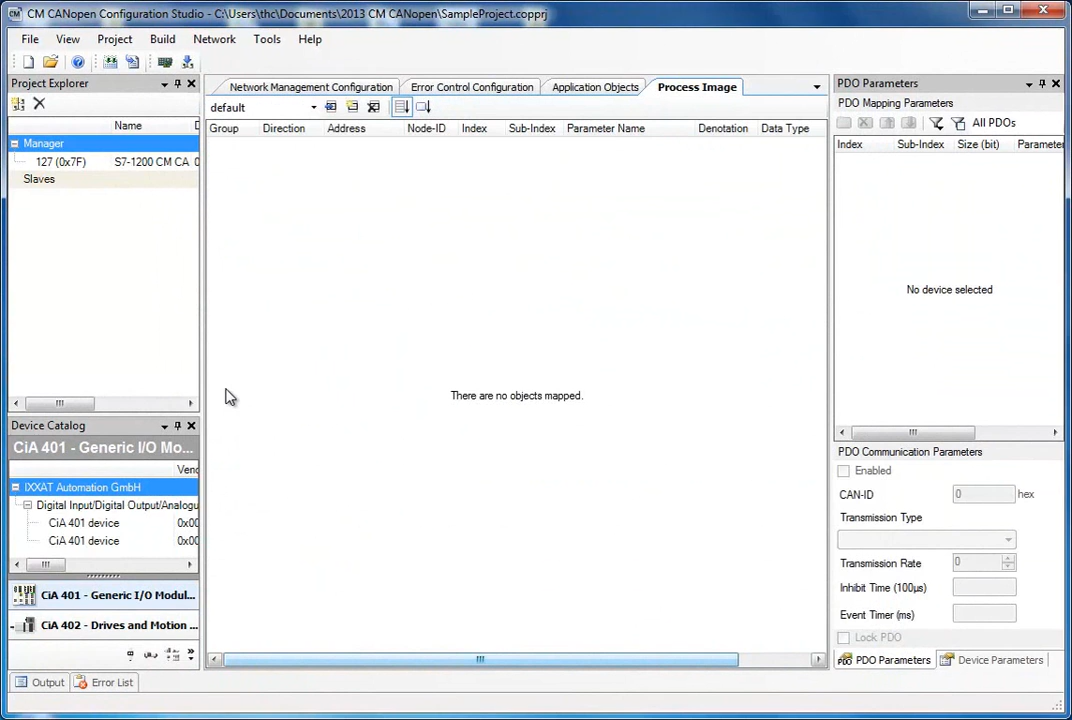 CM CANopen Configuration Studio - C:\Users\thc\Documents\2013 CM CANopen\SampleProject.copprj
File View Project Build Network Tools Help
Project Explorer
Name
Manager
127 (0x7F) S7-1200 CM CA
Slaves
Device Catalog
CiA 401 - Generic I/O Mo...
IXXAT Automation GmbH
Digital Input/Digital Output/Analogu
CiA 401 device 0x00
CiA 401 device 0x00
CiA 401 - Generic I/O Modul...
CiA 402 - Drives and Motion ...
Output Error List
Network Management Configuration Error Control Configuration Application Objects Process Image
default
Group Direction Address Node-ID Index Sub-Index Parameter Name Denotation Data Type
There are no objects mapped.
PDO Parameters
PDO Mapping Parameters
All PDOs
Index Sub-Index Size (bit) Parameter
No device selected
PDO Communication Parameters
Enabled
CAN-ID 0 hex
Transmission Type
Transmission Rate 0
Inhibit Time (100µs)
Event Timer (ms)
Lock PDO
PDO Parameters Device Parameters